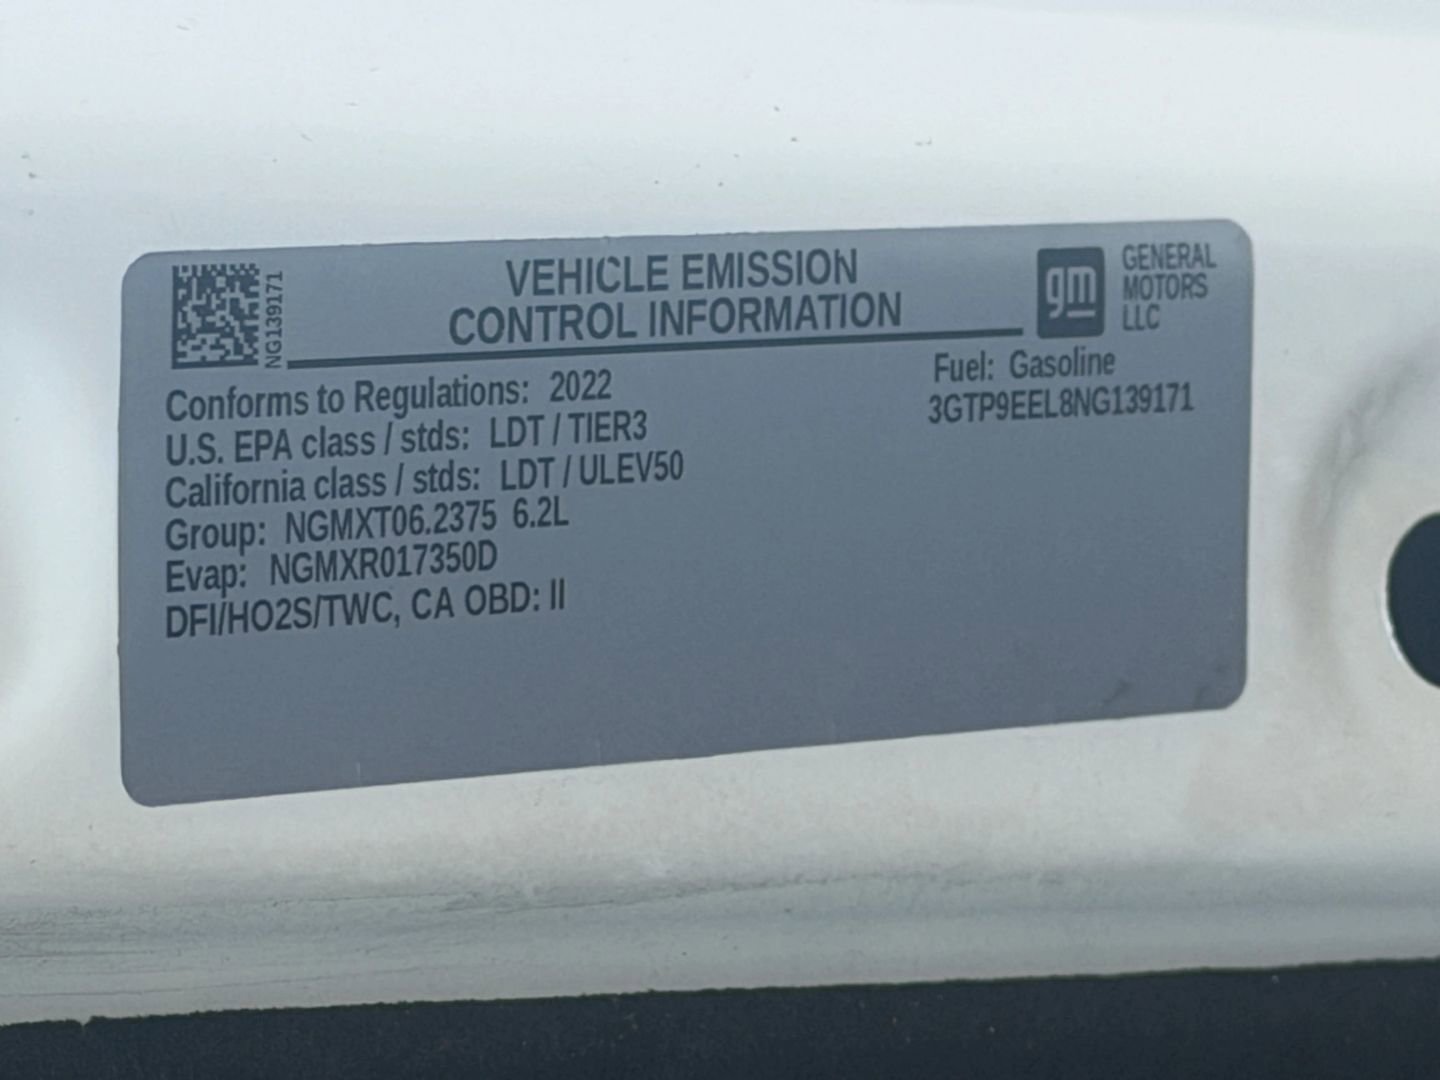 NG139171
VEHICLE EMISSION
CONTROL INFORMATION
gm
GENERAL
MOTORS
LLC
Conforms to Regulations: 2022
U.S. EPA class / stds: LDT / TIER3
California class / stds: LDT / ULEV50
Group: NGMXT06.2375 6.2L
Evap: NGMXR017350D
DFI/HO2S/TWC, CA OBD: II
Fuel: Gasoline
3GTP9EEL8NG139171